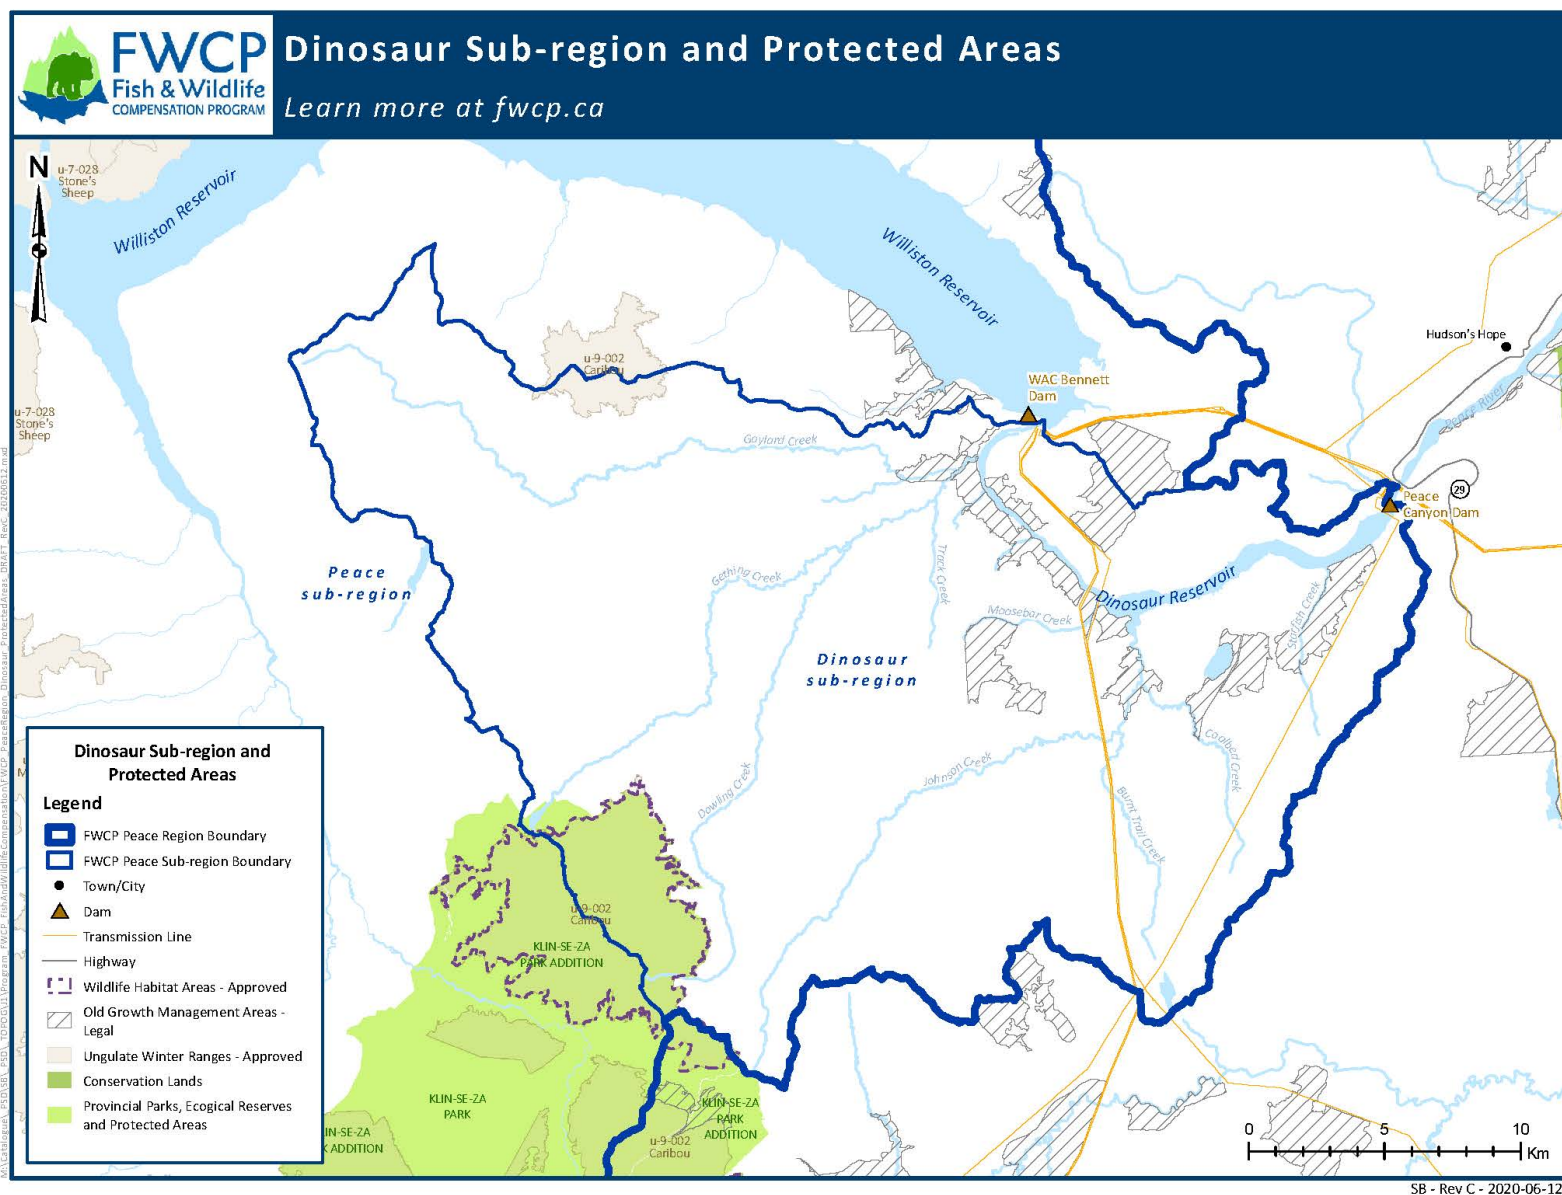 FWCP
Fish & Wildlife
COMPENSATION PROGRAM
Dinosaur Sub-region and Protected Areas
Learn more at fwcp.ca
N
u-7-028
Stone's
Sheep
Williston Reservoir
Williston Reservoir
Hudson's Hope
u-9-002
Caribou
WAC Bennett
Dam
u-7-028
Stone's
Sheep
Peace River
Gaylord Creek
29
Peace
Canyon Dam
Peace
sub-region
Gething Creek
Track Creek
Dinosaur Reservoir
Moosebar Creek
Starfish Creek
Dinosaur
sub-region
Dowling Creek
Johnson Creek
Coalbed Creek
Burnt Trail Creek
u-9-002
Caribou
KLIN-SE-ZA
PARK ADDITION
KLIN-SE-ZA
PARK
KLIN-SE-ZA
PARK
ADDITION
IN-SE-ZA
K ADDITION
u-9-002
Caribou
Dinosaur Sub-region and
Protected Areas
Legend
FWCP Peace Region Boundary
FWCP Peace Sub-region Boundary
Town/City
Dam
Transmission Line
Highway
Wildlife Habitat Areas - Approved
Old Growth Management Areas -
Legal
Ungulate Winter Ranges - Approved
Conservation Lands
Provincial Parks, Ecogical Reserves
and Protected Areas
0 5 10
Km
SB - Rev C - 2020-06-12